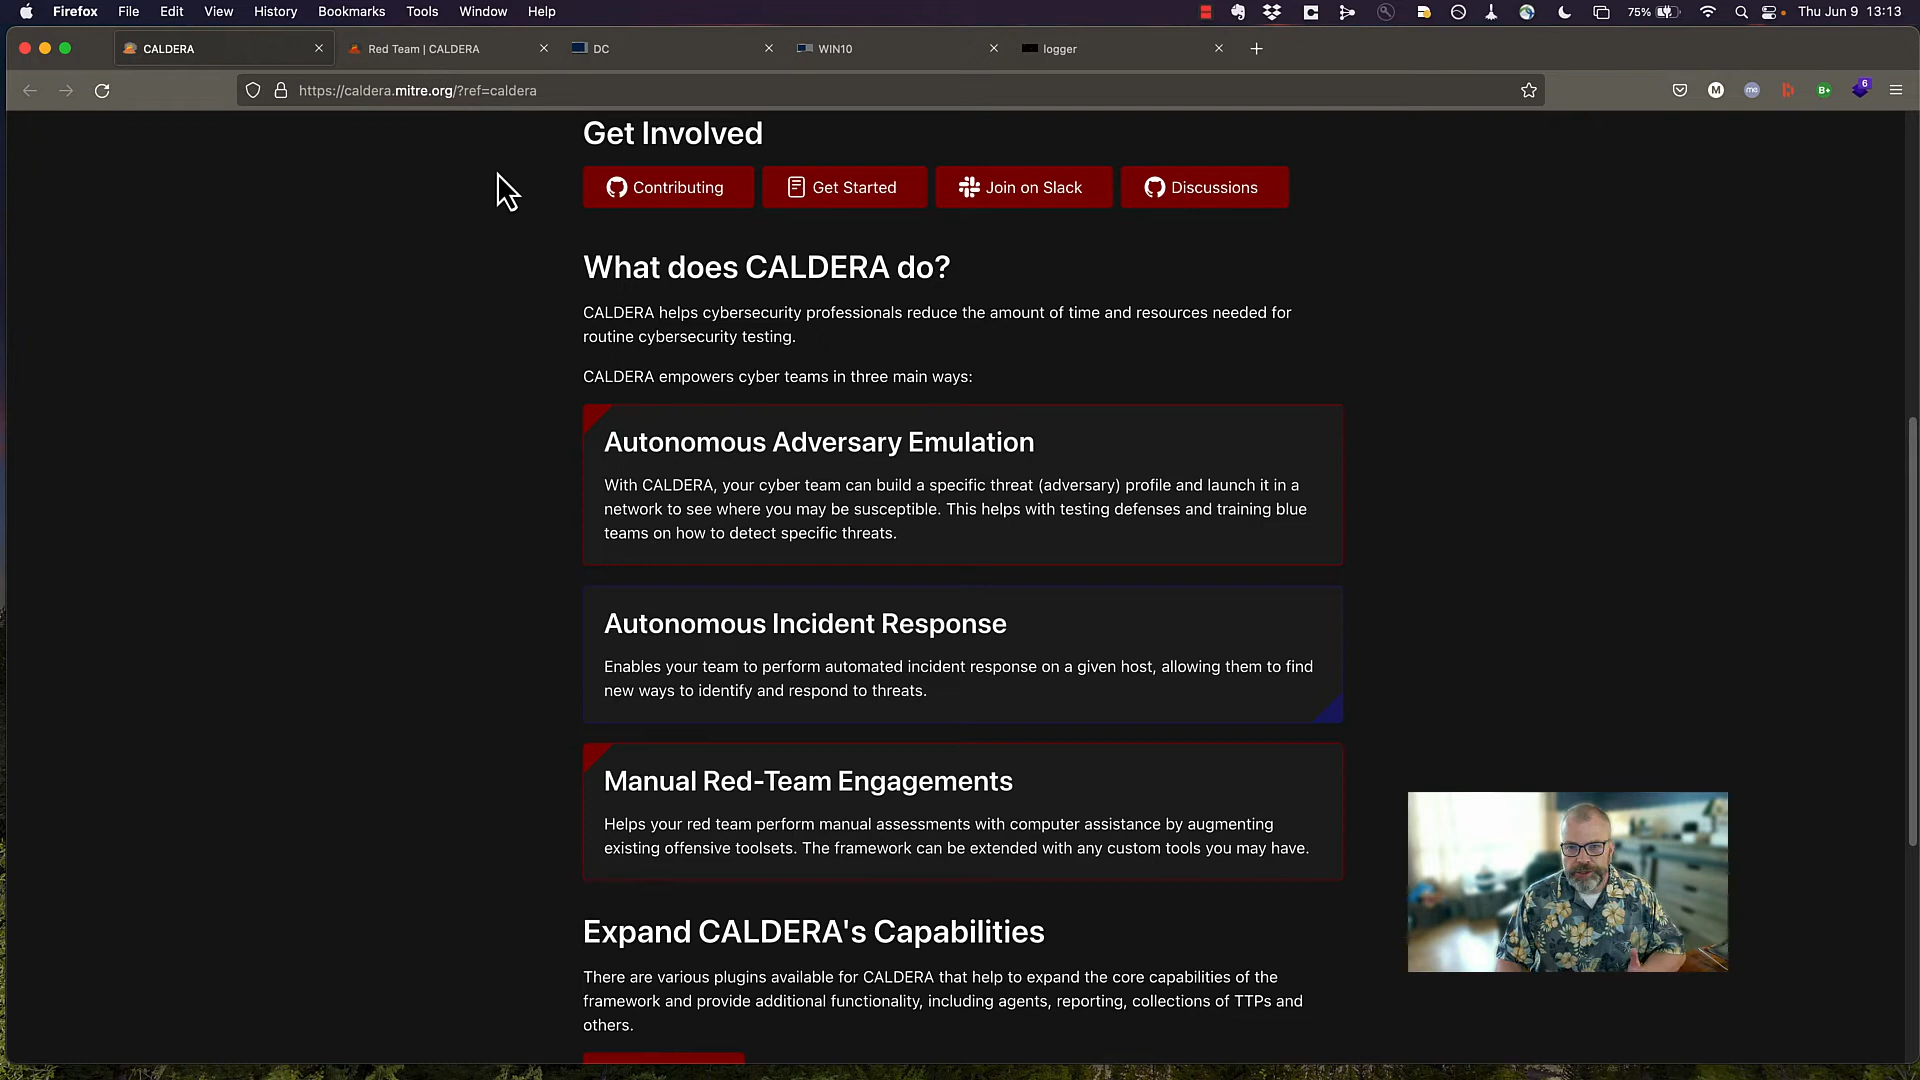 Firefox File Edit View History Bookmarks Tools Window Help 75% Thu Jun 9 13:13
CALDERA Red Team | CALDERA DC WIN10 logger
https://caldera.mitre.org/?ref=caldera M me B+ 6
Get Involved
Contributing Get Started Join on Slack Discussions
What does CALDERA do?
CALDERA helps cybersecurity professionals reduce the amount of time and resources needed for
routine cybersecurity testing.
CALDERA empowers cyber teams in three main ways:
Autonomous Adversary Emulation
With CALDERA, your cyber team can build a specific threat (adversary) profile and launch it in a
network to see where you may be susceptible. This helps with testing defenses and training blue
teams on how to detect specific threats.
Autonomous Incident Response
Enables your team to perform automated incident response on a given host, allowing them to find
new ways to identify and respond to threats.
Manual Red-Team Engagements
Helps your red team perform manual assessments with computer assistance by augmenting
existing offensive toolsets. The framework can be extended with any custom tools you may have.
Expand CALDERA's Capabilities
There are various plugins available for CALDERA that help to expand the core capabilities of the
framework and provide additional functionality, including agents, reporting, collections of TTPs and
others.